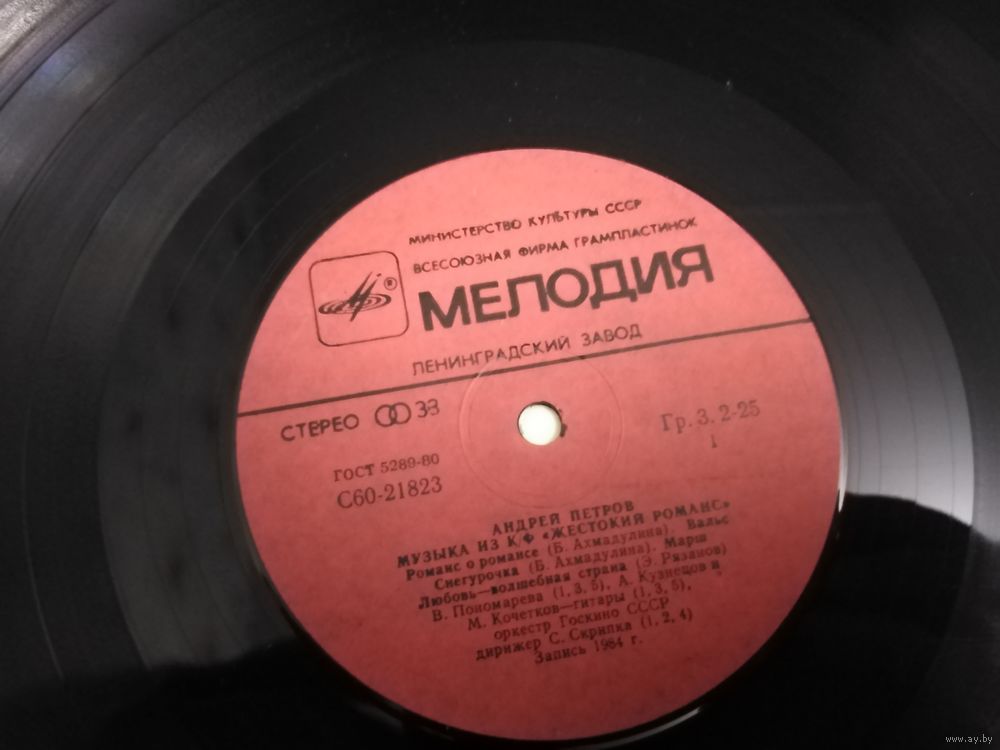 МИНИСТЕРСТВО КУЛЬТУРЫ СССР
ВСЕСОЮЗНАЯ ФИРМА ГРАМПЛАСТИНОК
МЕЛОДИЯ
®
ЛЕНИНГРАДСКИЙ ЗАВОД
СТЕРЕО 33
Гр. 3. 2-25
1
ГОСТ 5289-80
С60-21823
АНДРЕЙ ПЕТРОВ
МУЗЫКА ИЗ К/Ф «ЖЕСТОКИЙ РОМАНС»
Романс о романсе (Б. Ахмадулина). Вальс
Снегурочка (Б. Ахмадулина). Марш
Любовь—волшебная страна (Э. Рязанов)
В. Пономарева (1, 3, 5), А. Кузнецов и
М. Кочетков—гитары (1, 3, 5),
оркестр Госкино СССР
дирижер С. Скрипка (1, 2, 4)
Запись 1984 г.
www.ay.by